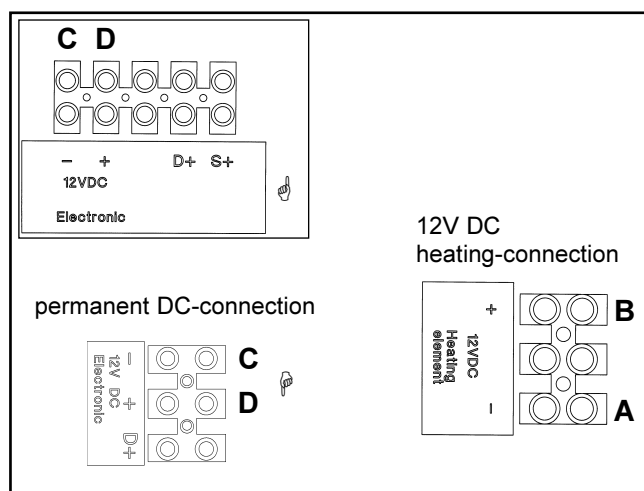 C D
- + D+ S+
12VDC
Electronic
12V DC
heating-connection
permanent DC-connection
- 12V DC + D+
Electronic
C
D
+ 12VDC -
Heating
element
B
A